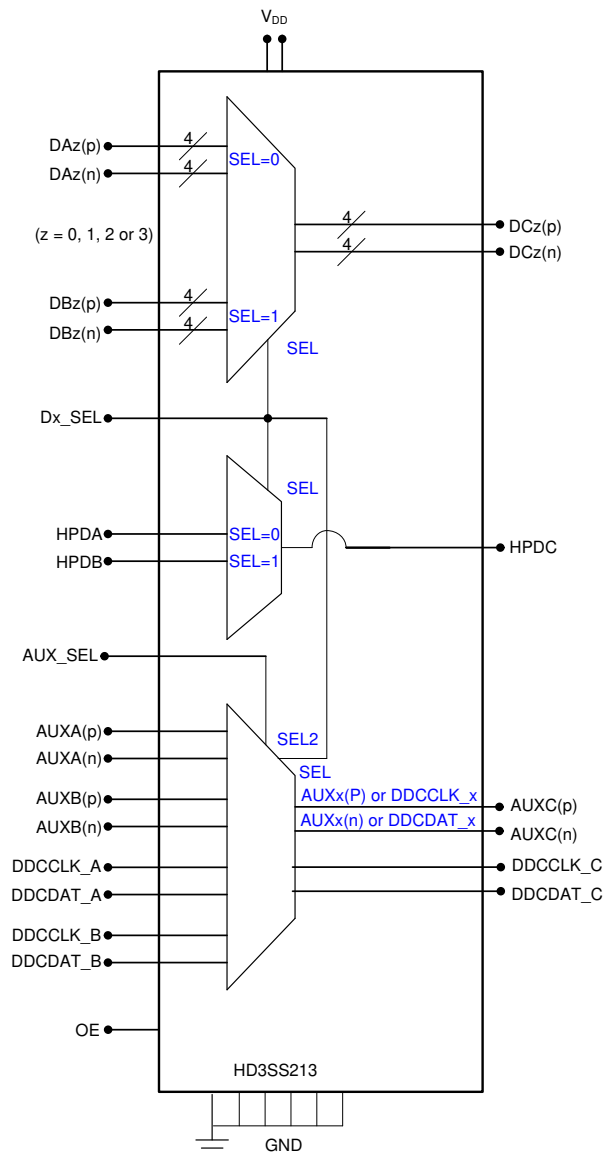 VDD
DAz(p)
4
SEL=0
DAz(n)
4
DCz(p)
4
(z = 0, 1, 2 or 3)
DCz(n)
4
DBz(p)
4
SEL=1
DBz(n)
4
SEL
Dx_SEL
SEL
HPDA
SEL=0
HPDC
HPDB
SEL=1
AUX_SEL
AUXA(p)
SEL2
AUXA(n)
SEL
AUXB(p)
AUXx(P) or DDCCLK_x
AUXC(p)
AUXB(n)
AUXx(n) or DDCDAT_x
AUXC(n)
DDCCLK_A
DDCCLK_C
DDCDAT_A
DDCDAT_C
DDCCLK_B
DDCDAT_B
OE
HD3SS213
GND